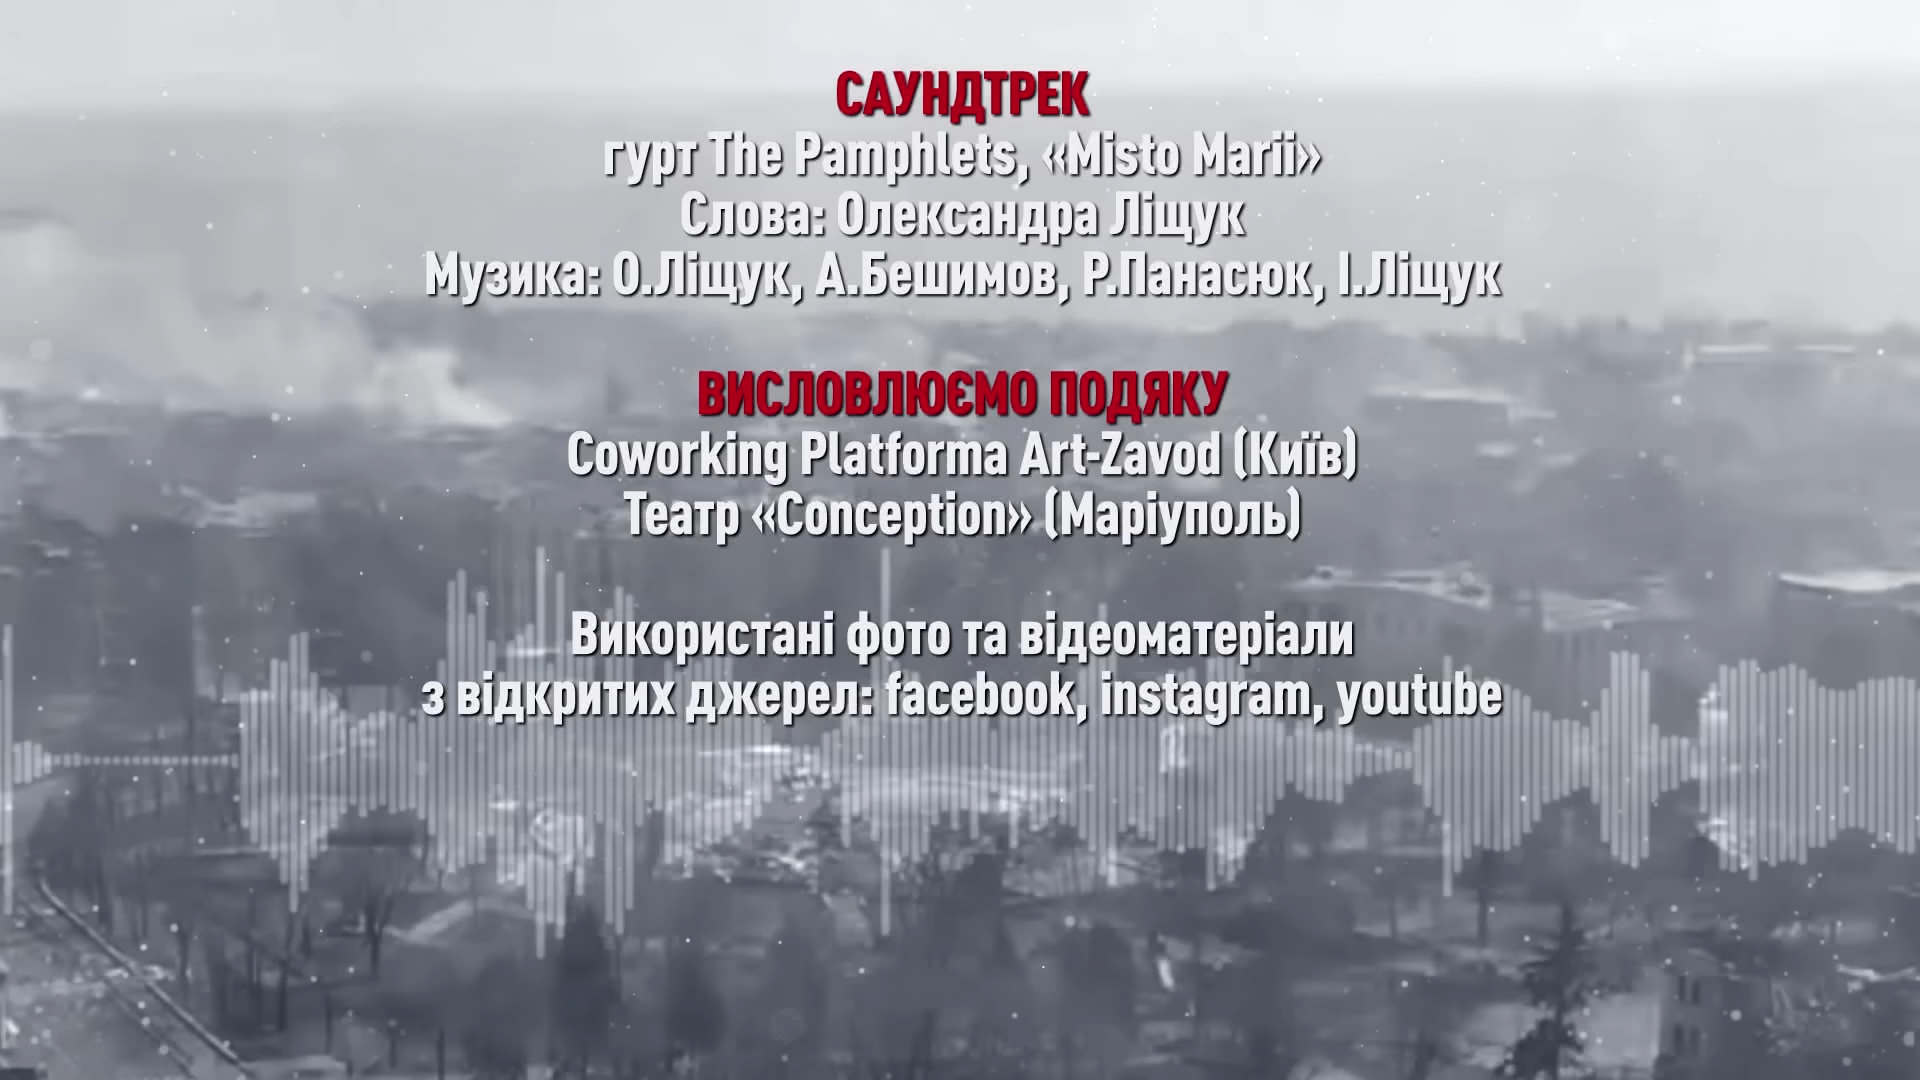 САУНДТРЕК
гурт The Pamphlets, «Misto Marii»
Слова: Олександра Ліщук
Музика: О.Ліщук, А.Бешимов, Р.Панасюк, І.Ліщук
ВИСЛОВЛЮЄМО ПОДЯКУ
Coworking Platforma Art-Zavod (Київ)
Театр «Conception» (Маріуполь)
Використані фото та відеоматеріали
з відкритих джерел: facebook, instagram, youtube